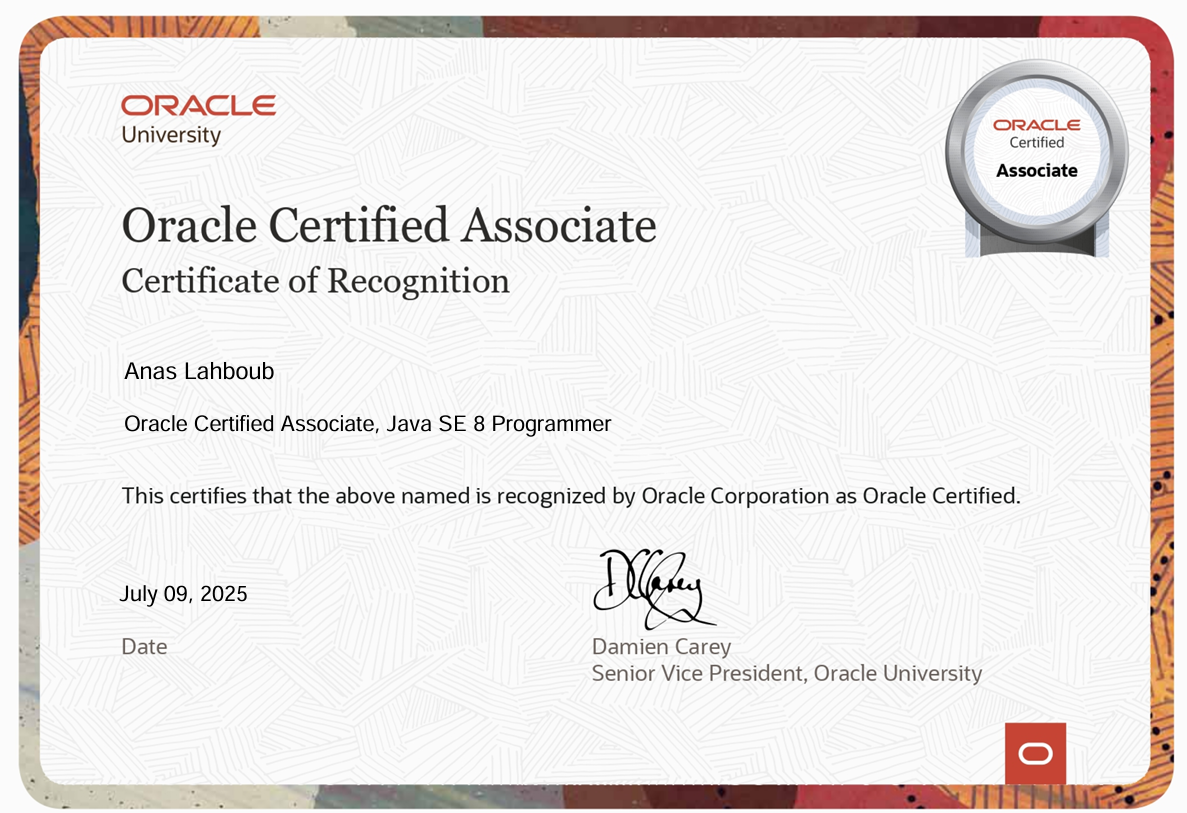 ORACLE
University
ORACLE
Certified
Associate
Oracle Certified Associate
Certificate of Recognition
Anas Lahboub
Oracle Certified Associate, Java SE 8 Programmer
This certifies that the above named is recognized by Oracle Corporation as Oracle Certified.
DCarey
July 09, 2025
Date
Damien Carey
Senior Vice President, Oracle University